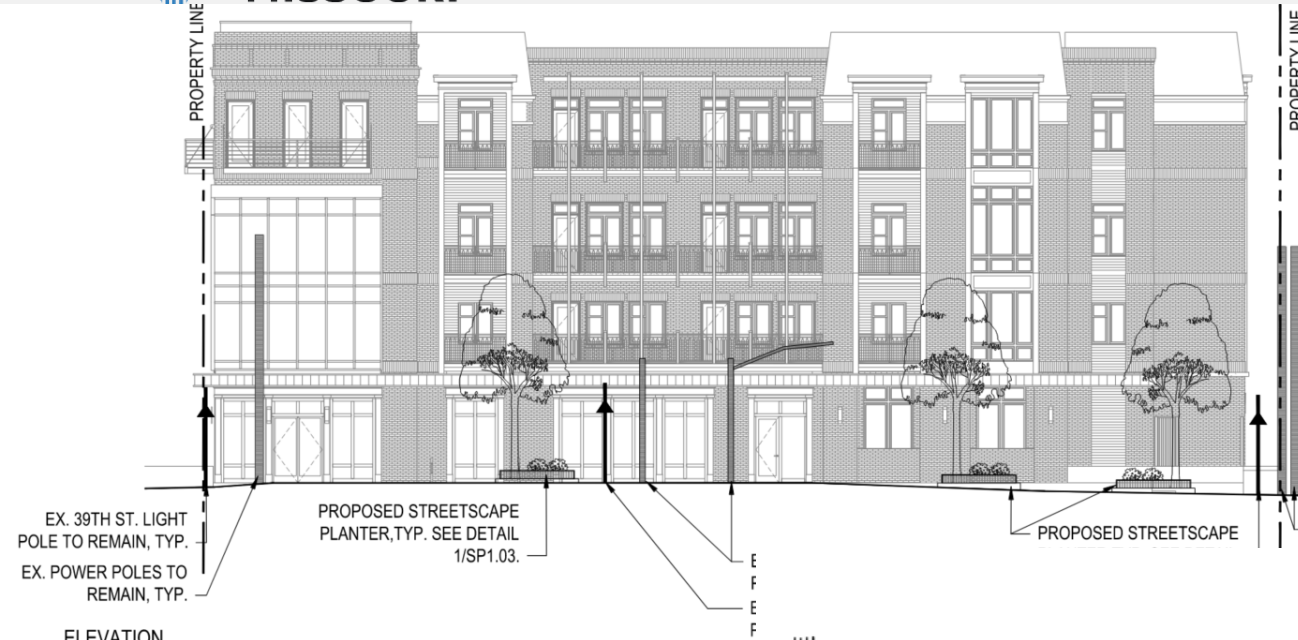 MISSOURI
PROPERTY LINE
PROPERTY LINE
EX. 39TH ST. LIGHT
POLE TO REMAIN, TYP.
EX. POWER POLES TO
REMAIN, TYP.
PROPOSED STREETSCAPE
PLANTER,TYP. SEE DETAIL
1/SP1.03.
PROPOSED STREETSCAPE
ELEVATION